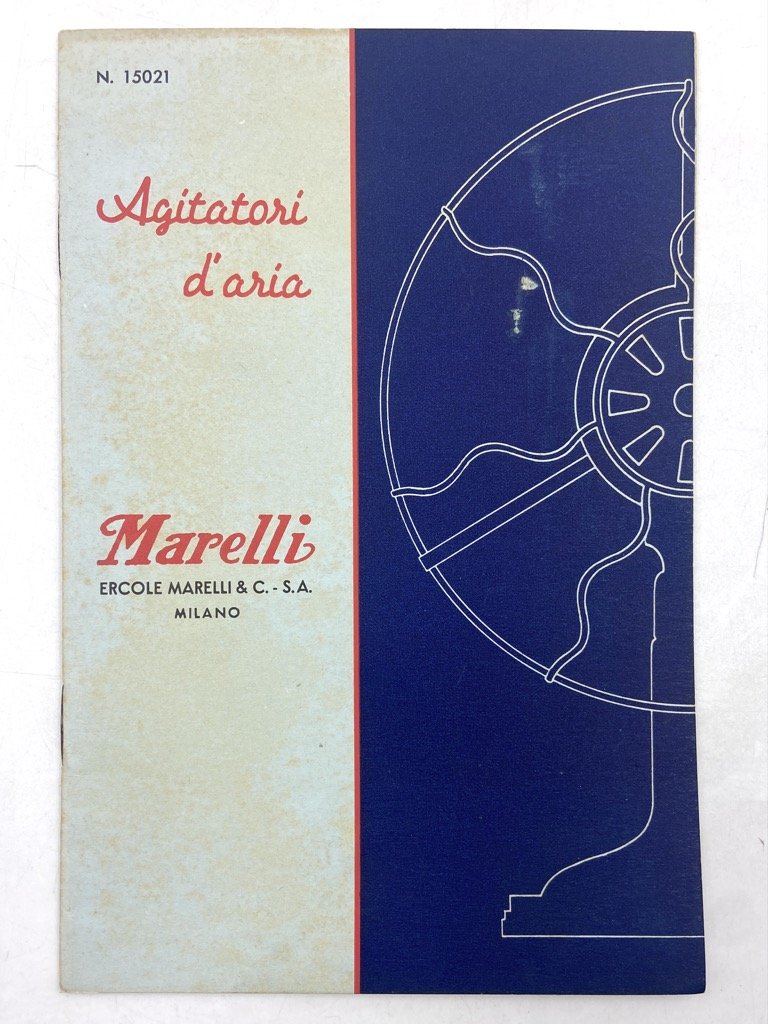 N. 15021
Agitatori
d'aria
Marelli
ERCOLE MARELLI & C. - S.A.
MILANO